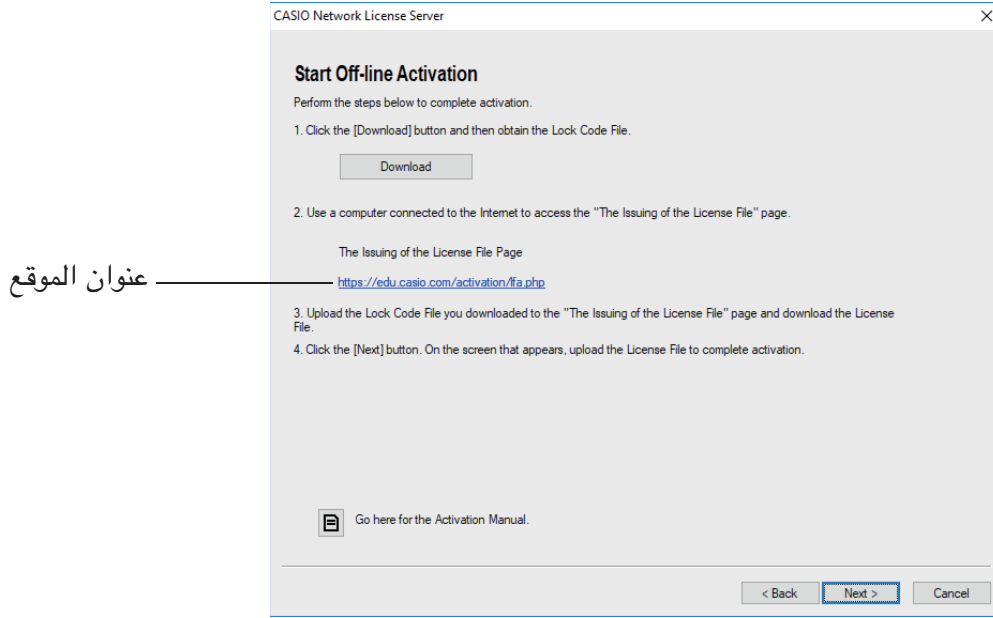 CASIO Network License Server
Start Off-line Activation
Perform the steps below to complete activation.
1. Click the [Download] button and then obtain the Lock Code File.
Download
2. Use a computer connected to the Internet to access the "The Issuing of the License File" page.
The Issuing of the License File Page
عنوان الموقع
https://edu.casio.com/activation/lfa.php
3. Upload the Lock Code File you downloaded to the "The Issuing of the License File" page and download the License
File.
4. Click the [Next] button. On the screen that appears, upload the License File to complete activation.
Go here for the Activation Manual.
< Back
Next >
Cancel